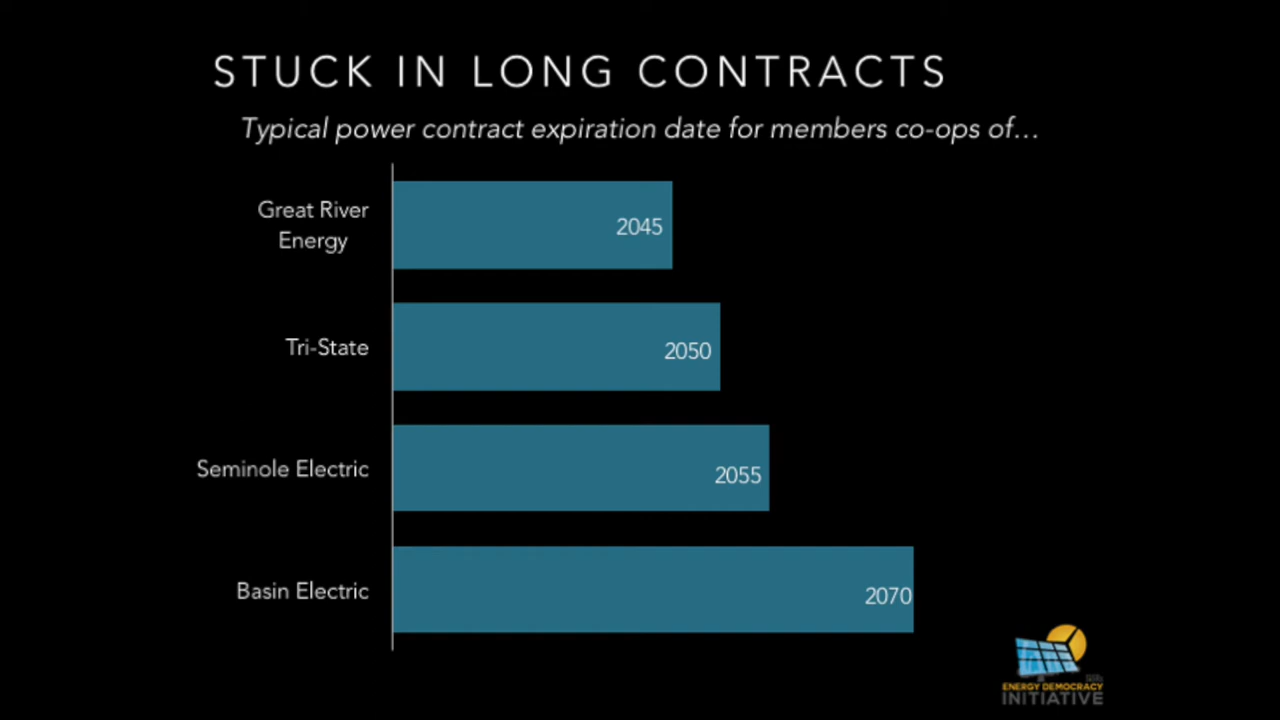 STUCK IN LONG CONTRACTS
Typical power contract expiration date for members co-ops of…
Great River
Energy
2045
Tri-State
2050
Seminole Electric
2055
Basin Electric
2070
ENERGY DEMOCRACY
INITIATIVE